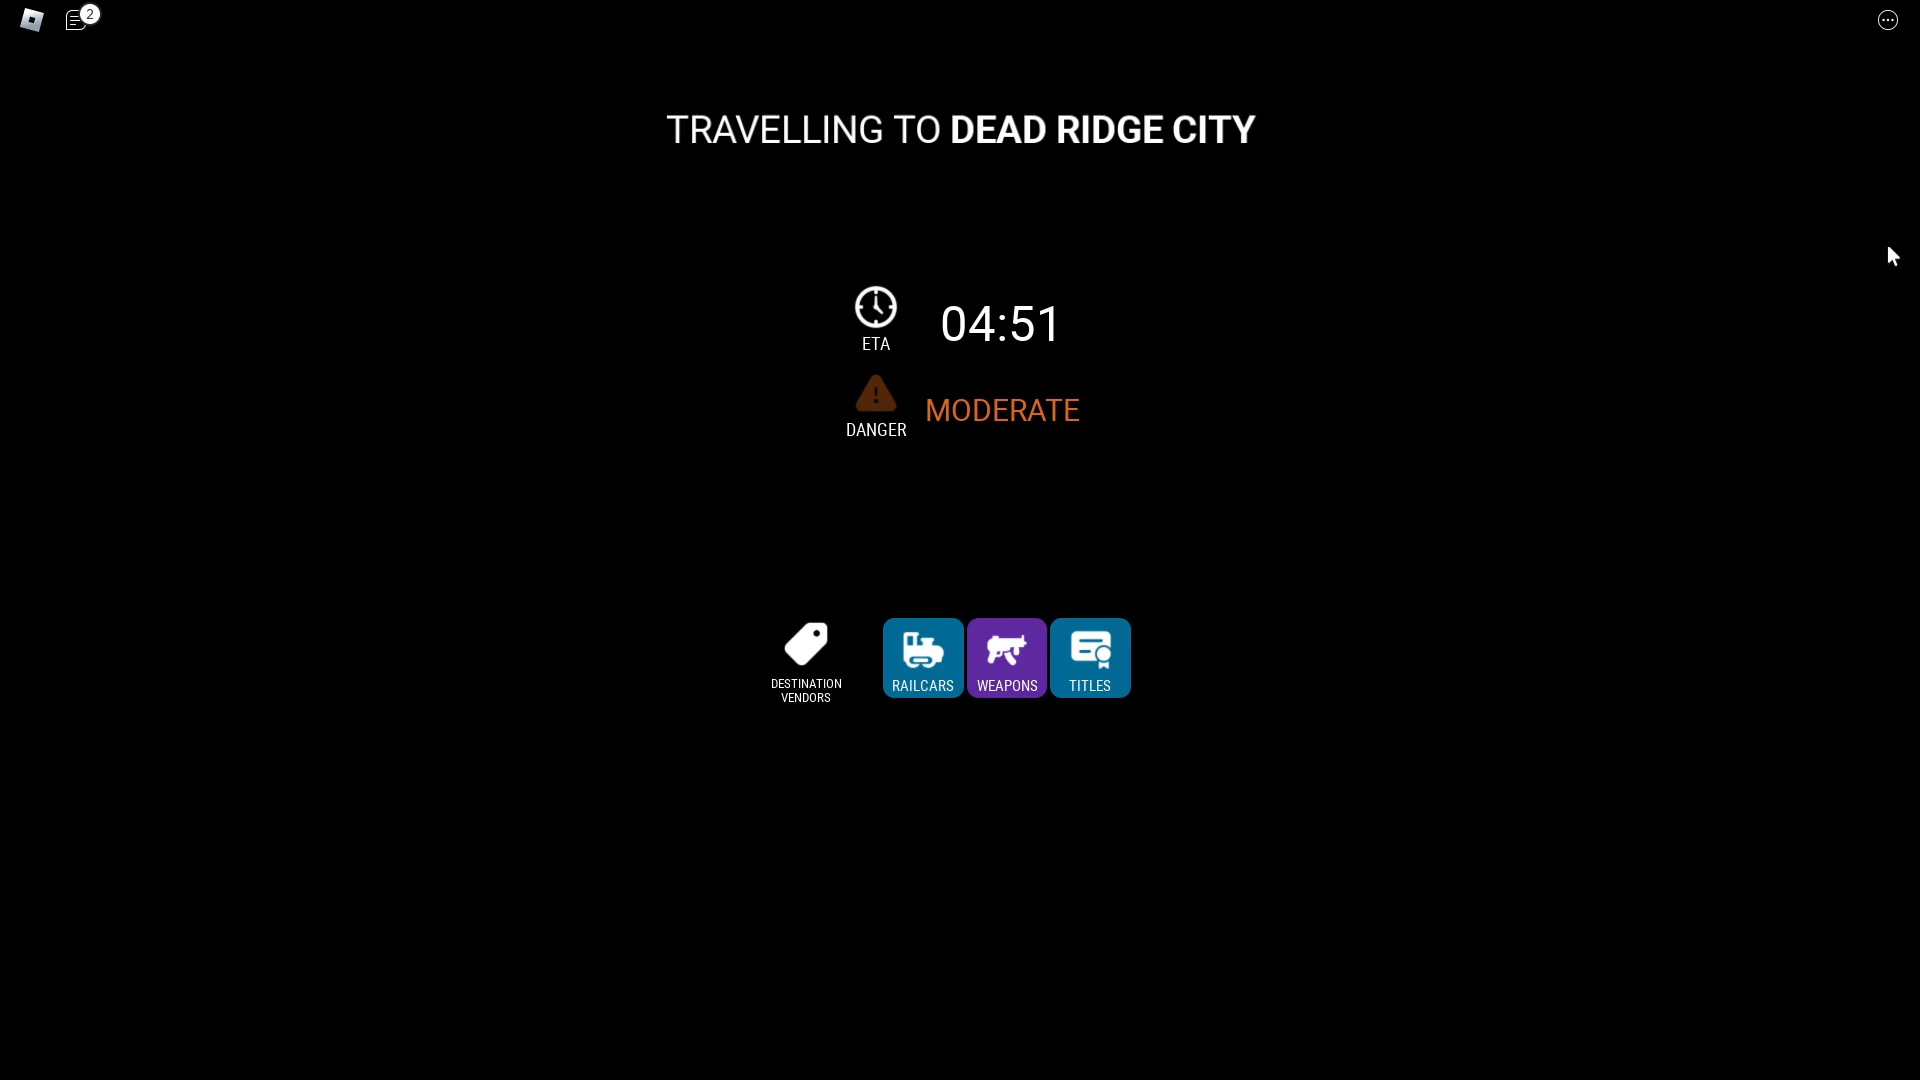 2
TRAVELLING TO DEAD RIDGE CITY
ETA
04:51
DANGER
MODERATE
DESTINATION
VENDORS
RAILCARS
WEAPONS
TITLES